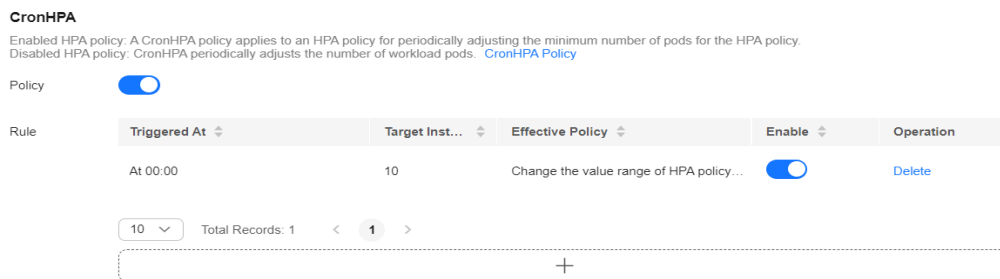 CronHPA
Enabled HPA policy: A CronHPA policy applies to an HPA policy for periodically adjusting the minimum number of pods for the HPA policy.
Disabled HPA policy: CronHPA periodically adjusts the number of workload pods. CronHPA Policy
Policy
Rule Triggered At Target Inst... Effective Policy Enable Operation
At 00:00 10 Change the value range of HPA policy... Delete
10 Total Records: 1 < 1 >
+